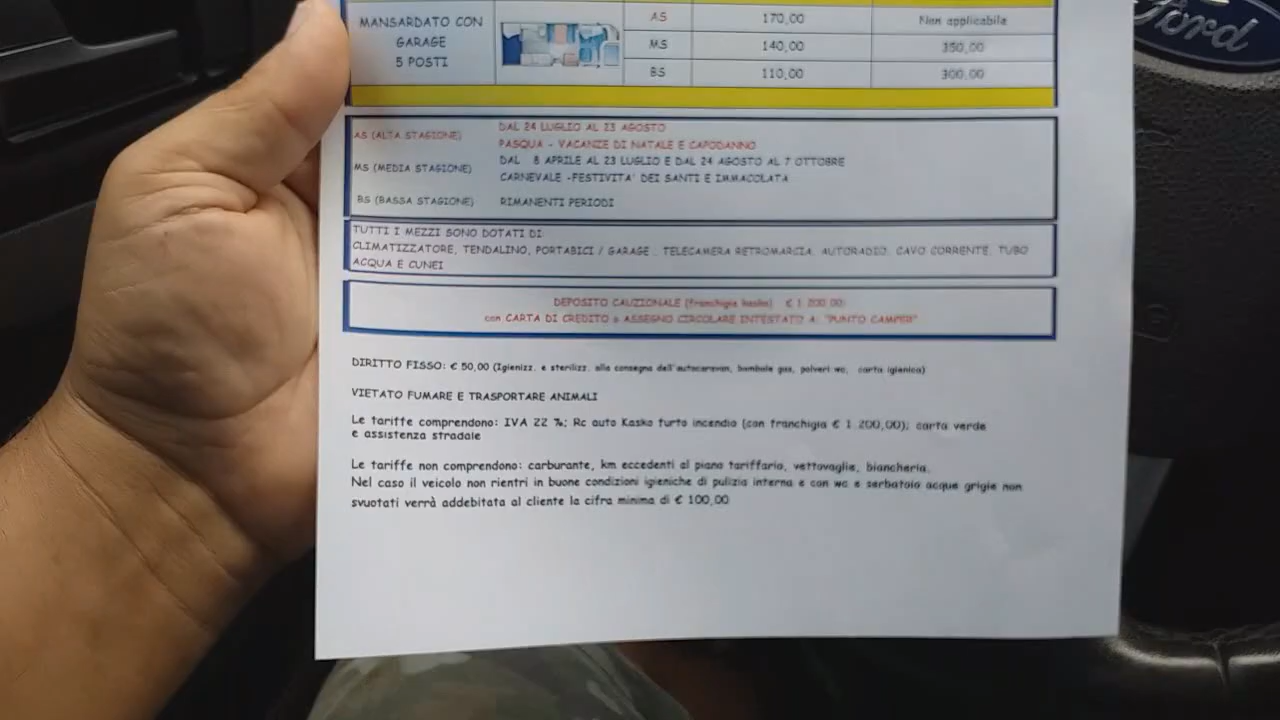 Ford
MANSARDATO CON
GARAGE
5 POSTI
AS 170,00 Non applicabile
MS 140,00 350,00
BS 110,00 300,00
AS (ALTA STAGIONE) DAL 24 LUGLIO AL 23 AGOSTO
PASQUA - VACANZE DI NATALE E CAPODANNO
MS (MEDIA STAGIONE) DAL 8 APRILE AL 23 LUGLIO E DAL 24 AGOSTO AL 7 OTTOBRE
CARNEVALE -FESTIVITA' DEI SANTI E IMMACOLATA
BS (BASSA STAGIONE) RIMANENTI PERIODI
TUTTI I MEZZI SONO DOTATI DI
CLIMATIZZATORE, TENDALINO, PORTABICI / GARAGE , TELECAMERA RETROMARCIA, AUTORADIO, CAVO CORRENTE, TUBO
ACQUA E CUNEI
DEPOSITO CAUZIONALE (franchigia kasko) € 1.200,00:
con CARTA DI CREDITO o ASSEGNO CIRCOLARE INTESTATO A: "PUNTO CAMPER"
DIRITTO FISSO: € 50,00 (Igienizz. e sterilizz. alla consegna dell'autocaravan, bombole gas, polveri wc, carta igienica)
VIETATO FUMARE E TRASPORTARE ANIMALI
Le tariffe comprendono: IVA 22 %; Rc auto Kasko furto incendio (con franchigia € 1.200,00); carta verde
e assistenza stradale
Le tariffe non comprendono: carburante, km eccedenti al piano tariffario, vettovaglie, biancheria.
Nel caso il veicolo non rientri in buone condizioni igieniche di pulizia interna e con wc e serbatoio acque grigie non
svuotati verrà addebitata al cliente la cifra minima di € 100,00